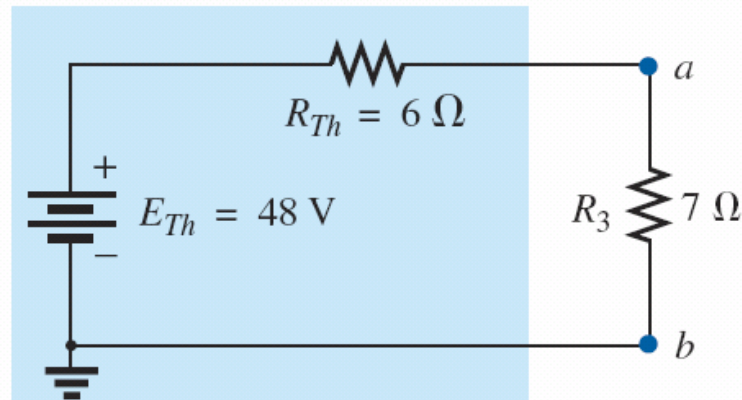 a
R_Th = 6 Ω
+
E_Th = 48 V
R_3 7 Ω
−
b